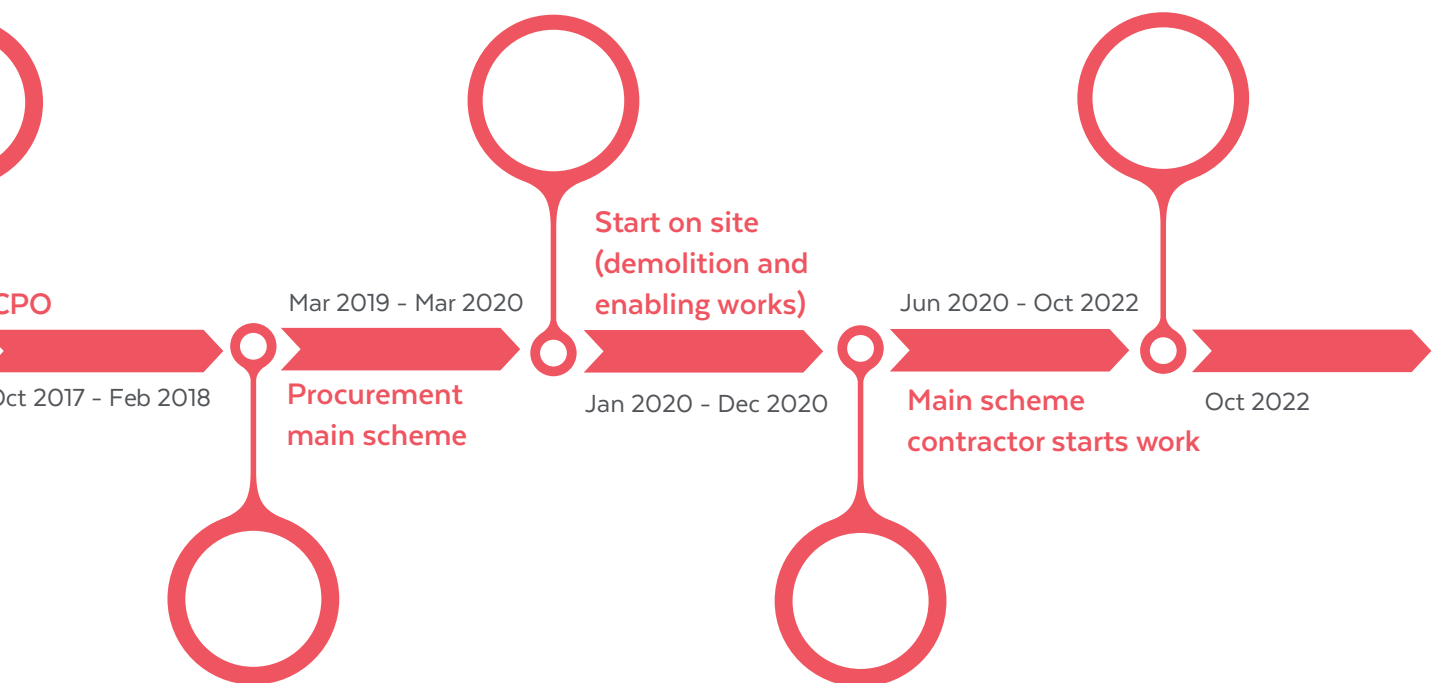 CPO
Oct 2017 - Feb 2018
Mar 2019 - Mar 2020
Procurement
main scheme
Start on site
(demolition and
enabling works)
Jan 2020 - Dec 2020
Jun 2020 - Oct 2022
Main scheme
contractor starts work
Oct 2022